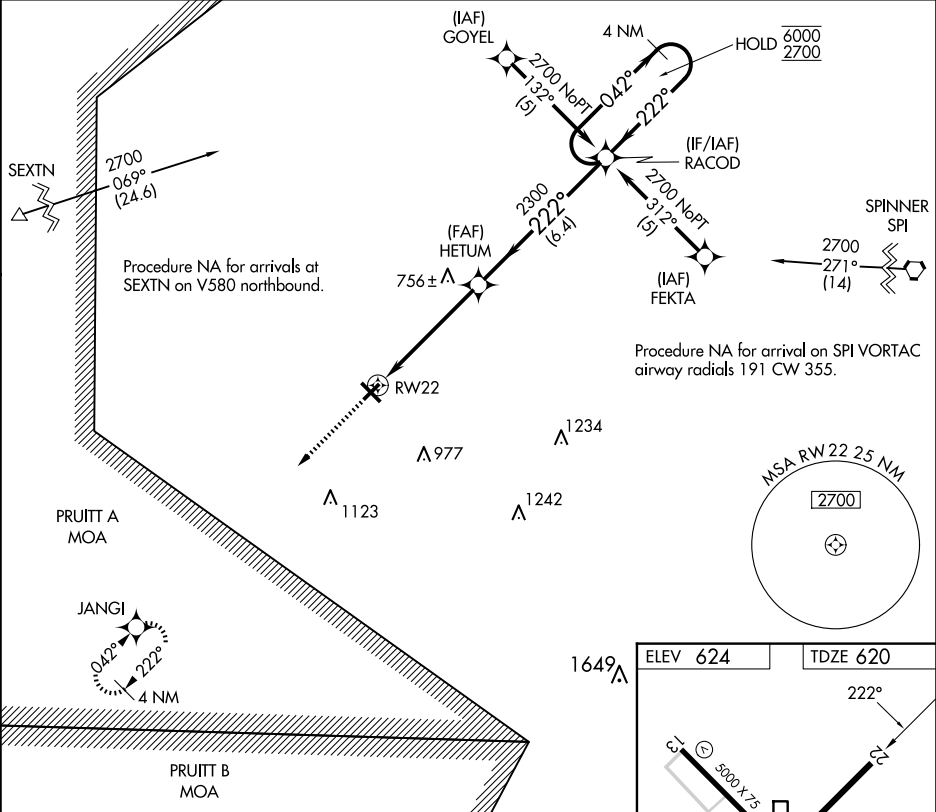 (IAF)
GOYEL
4 NM
HOLD
6000
2700
2700 NoPT
132°
(5)
042°
222°
(IF/IAF)
RACOD
SEXTN
2700
069°
(24.6)
2300
222°
(6.4)
2700 NoPT
312°
(5)
(IAF)
FEKTA
SPINNER
SPI
2700
271°
(14)
(FAF)
HETUM
756±
Procedure NA for arrivals at
SEXTN on V580 northbound.
Procedure NA for arrival on SPI VORTAC
airway radials 191 CW 355.
RW22
977
1234
1123
1242
MSA RW 22 25 NM
2700
PRUITT A
MOA
JANGI
042°
222°
4 NM
1649
PRUITT B
MOA
ELEV 624
TDZE 620
222°
13
5000 X 75
22